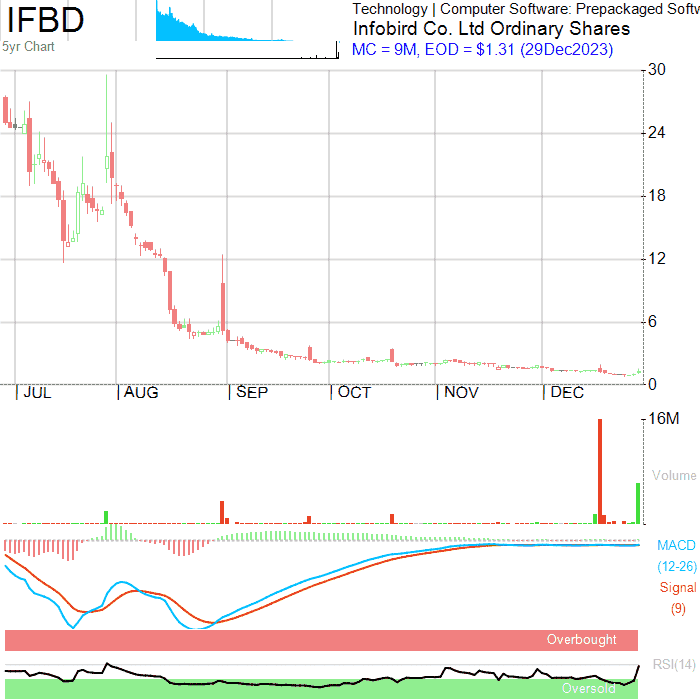 IFBD
5yr Chart
Technology | Computer Software: Prepackaged Softw
Infobird Co. Ltd Ordinary Shares
MC = 9M, EOD = $1.31 (29Dec2023)
30
24
18
12
6
0
JUL AUG SEP OCT NOV DEC
16M
Volume
MACD
(12-26)
Signal
(9)
Overbought
RSI(14)
Oversold